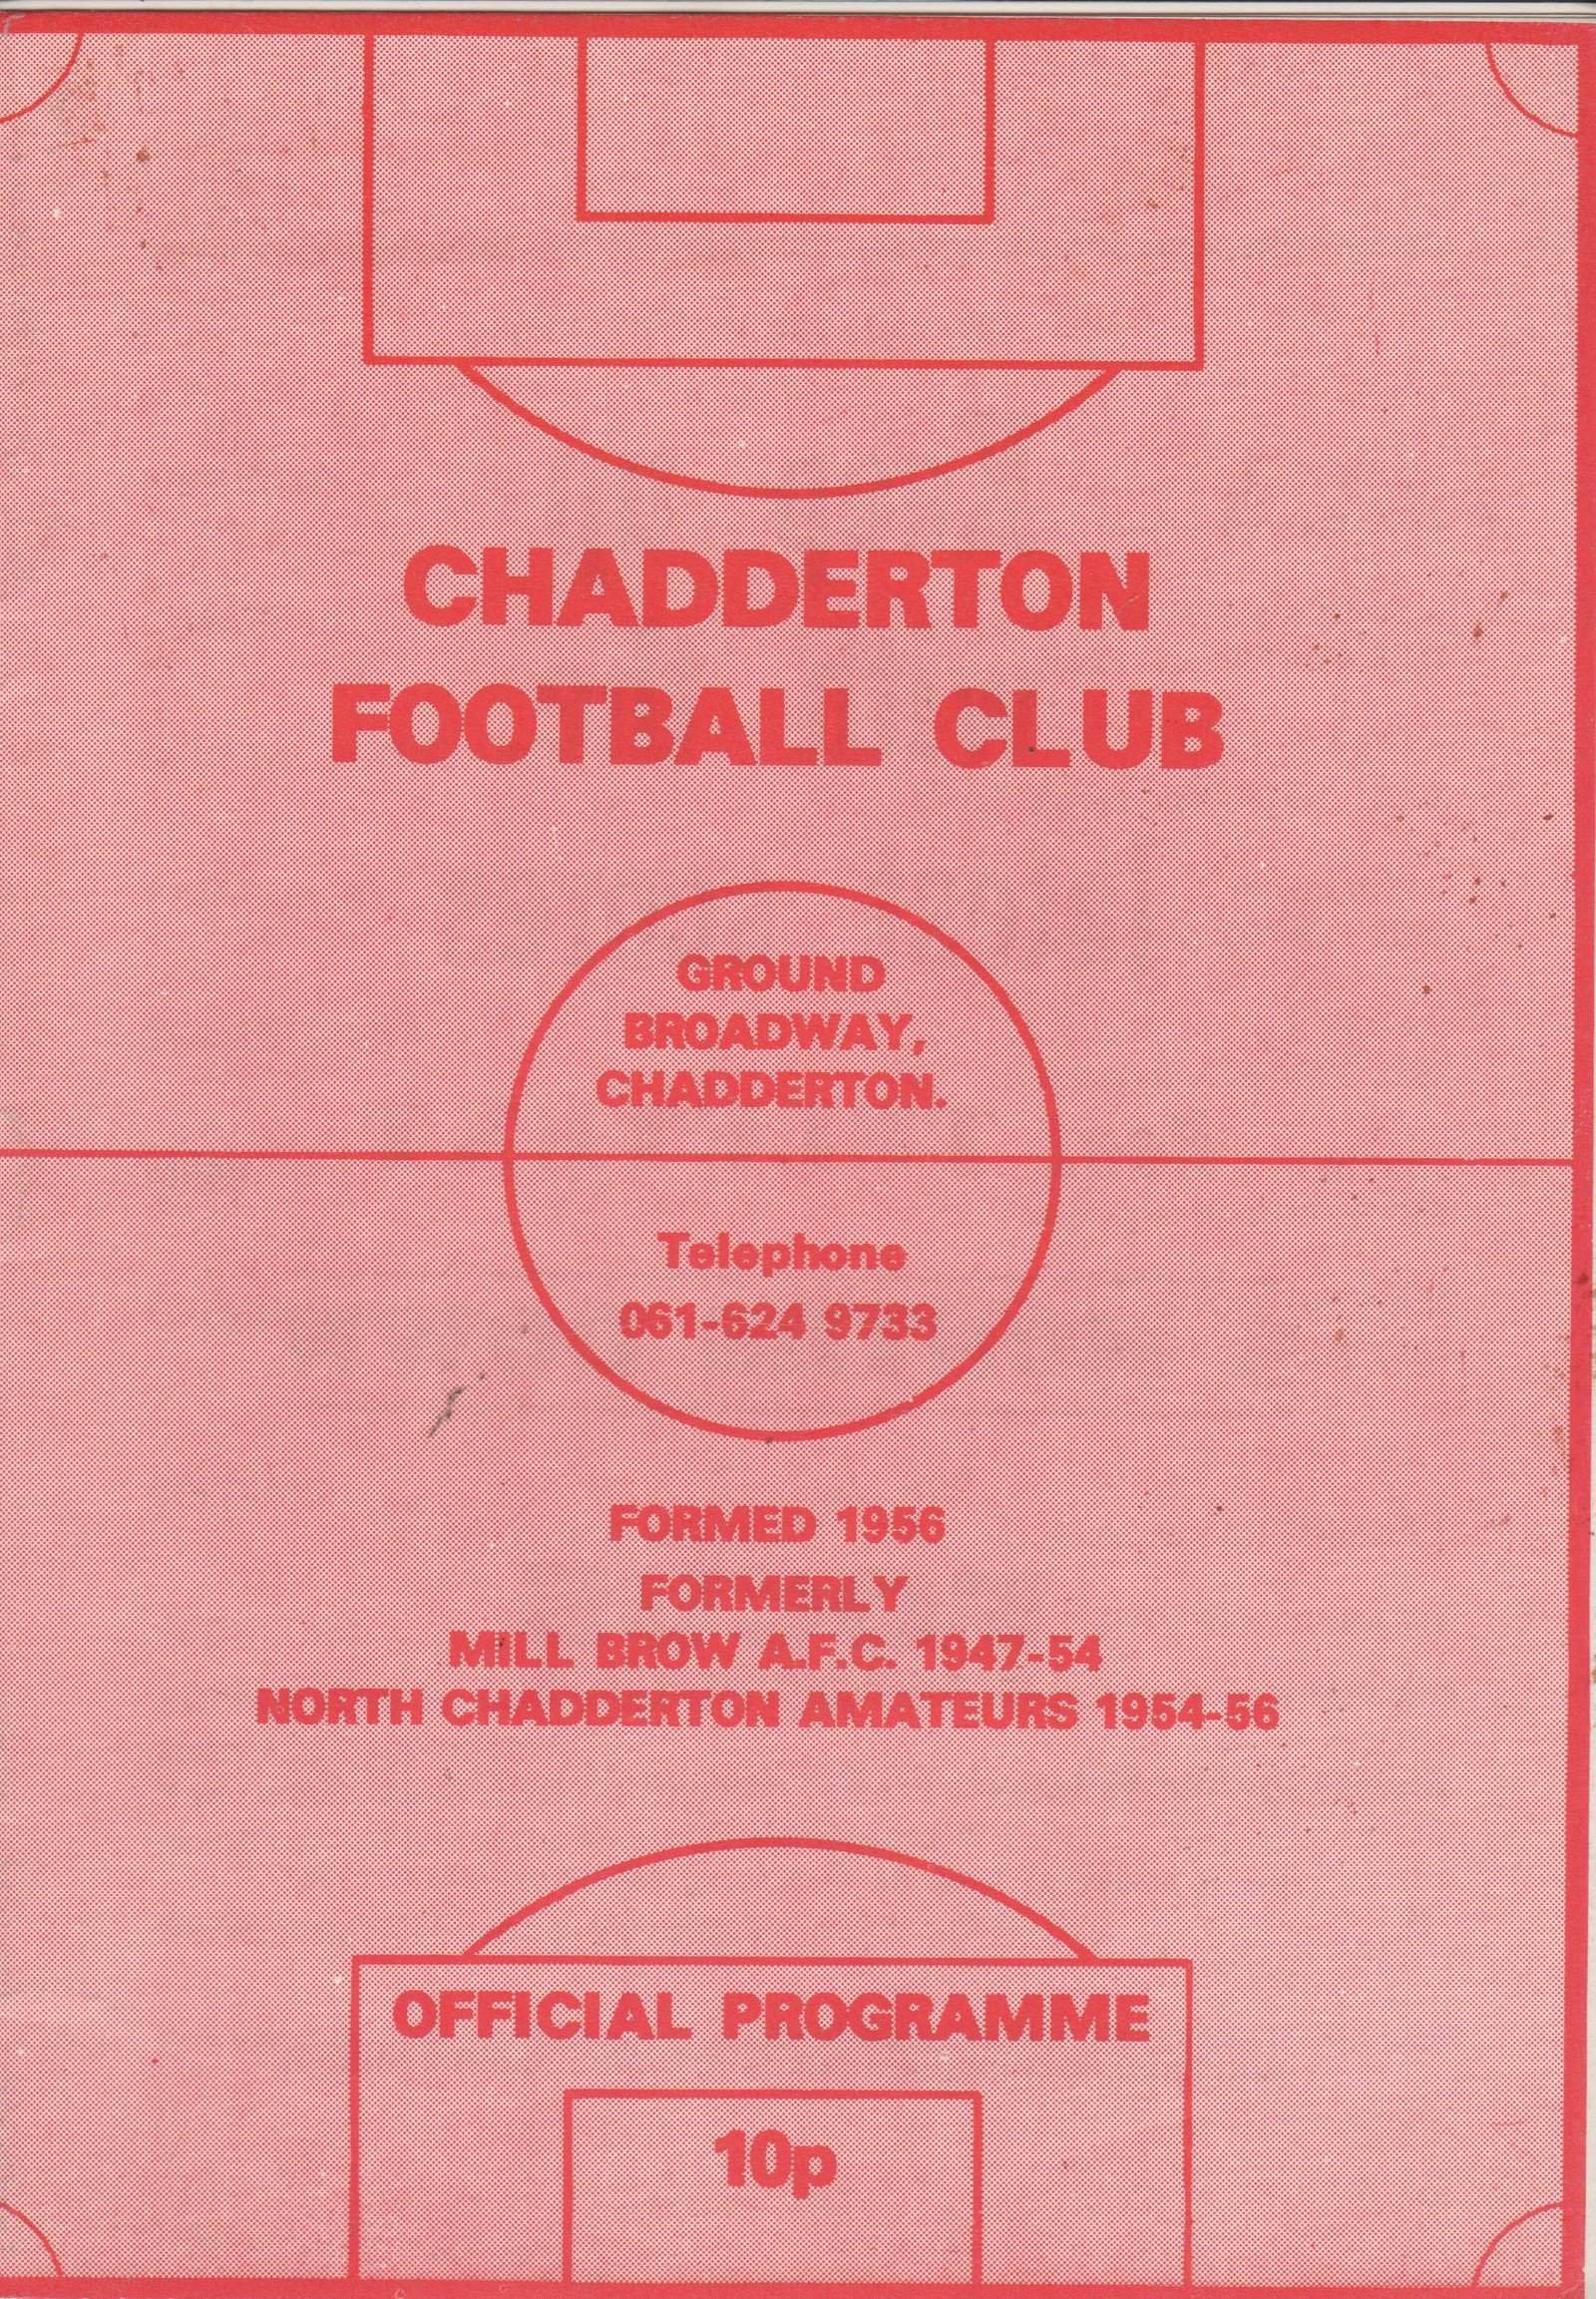 CHADDERTON
FOOTBALL CLUB
GROUND
BROADWAY,
CHADDERTON.
Telephone
061-624 9733
FORMED 1956
FORMERLY
MILL BROW A.F.C. 1947-54
NORTH CHADDERTON AMATEURS 1954-56
OFFICIAL PROGRAMME
10p